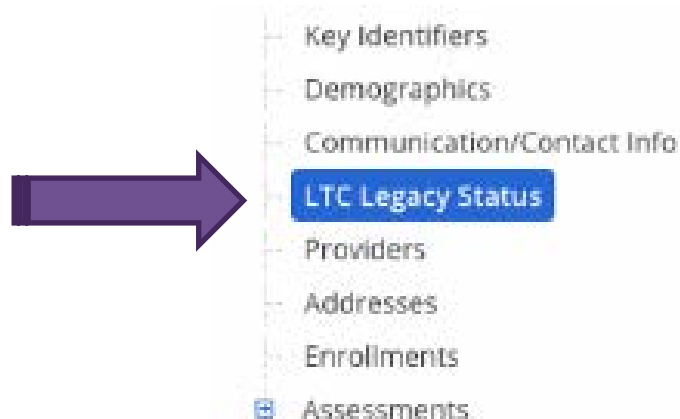 Key Identifiers
Demographics
Communication/Contact Info
LTC Legacy Status
Providers
Addresses
Enrollments
Assessments